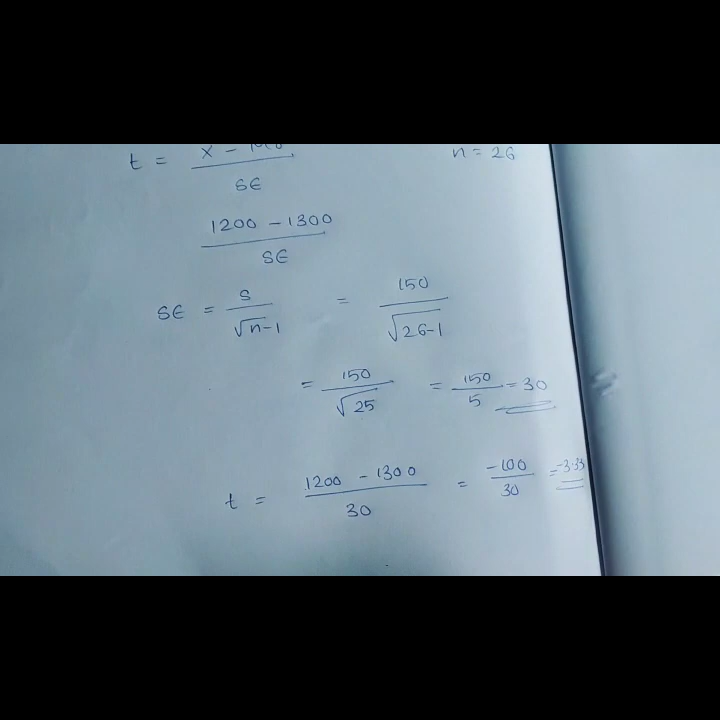 t = x̄ - / SE n = 26
1200 - 1300 / SE
SE = S / √n-1 = 150 / √26-1
= 150 / √25 = 150 / 5 = 30
t = 1200 - 1300 / 30 = -100 / 30 = -3.33